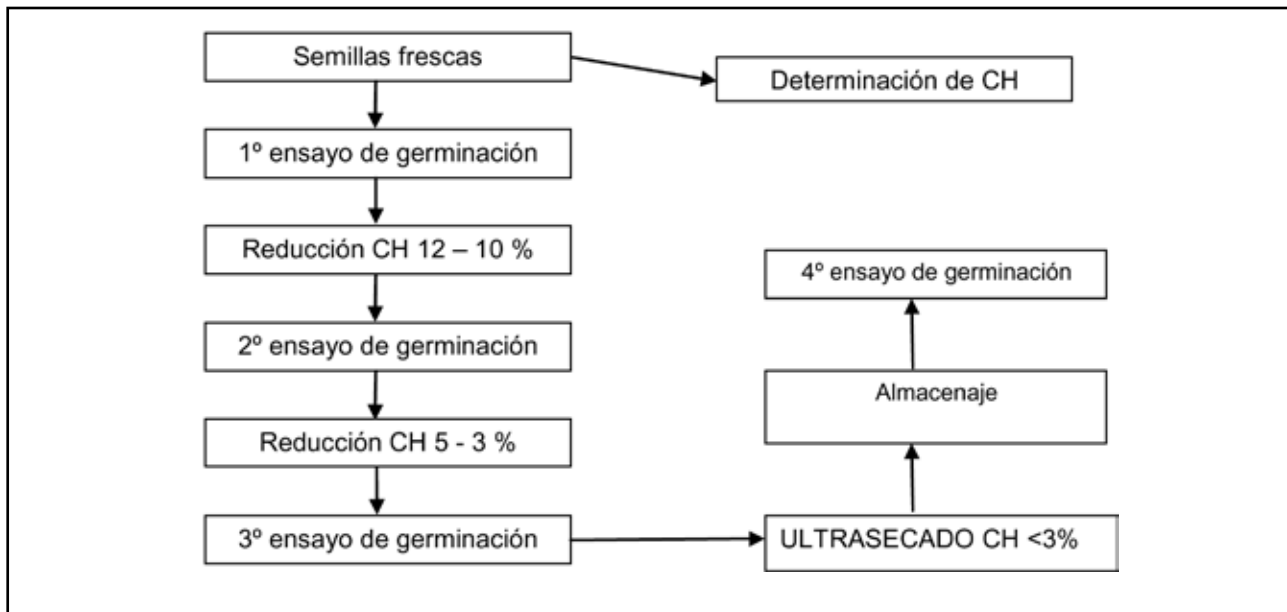 Semillas frescas
Determinación de CH
1º ensayo de germinación
Reducción CH 12 – 10 %
2º ensayo de germinación
Reducción CH 5 - 3 %
3º ensayo de germinación
ULTRASECADO CH <3%
Almacenaje
4º ensayo de germinación